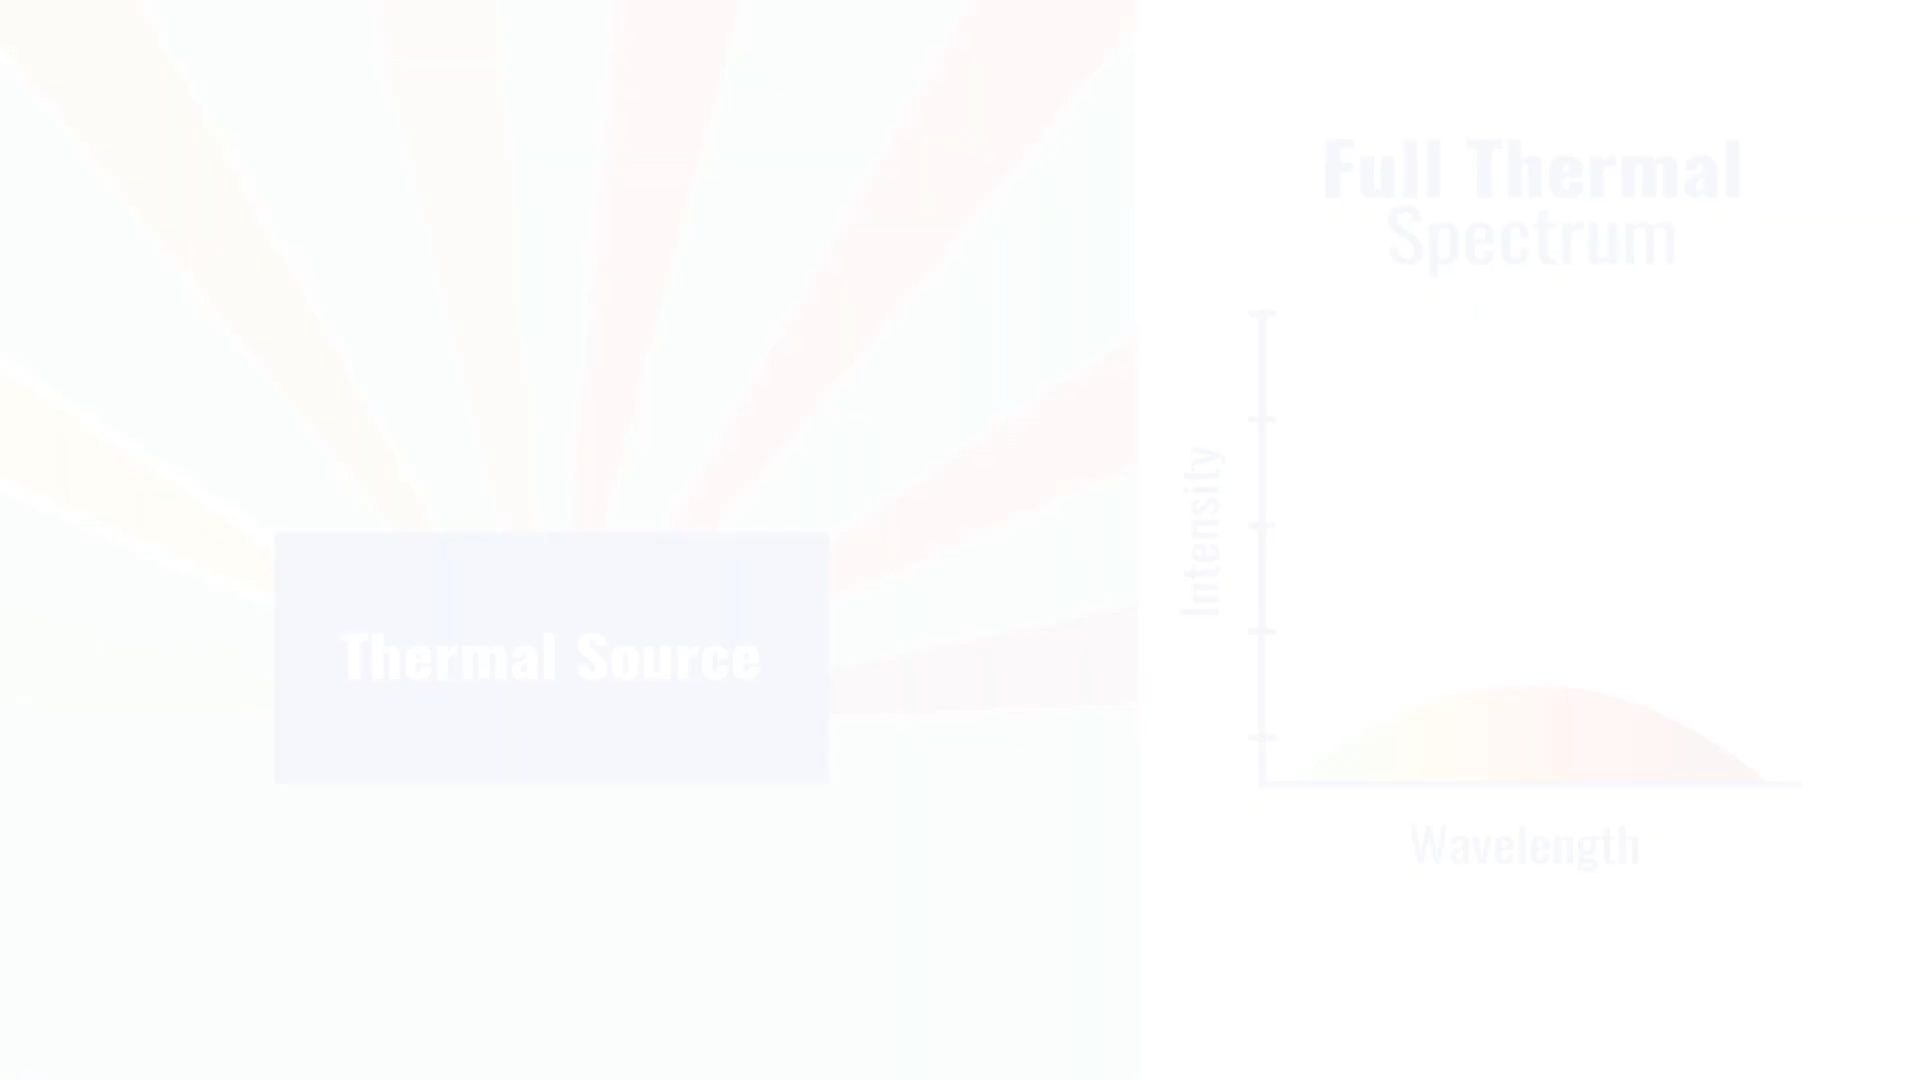 Full Thermal
Spectrum
Intensity
Thermal Source
Wavelength